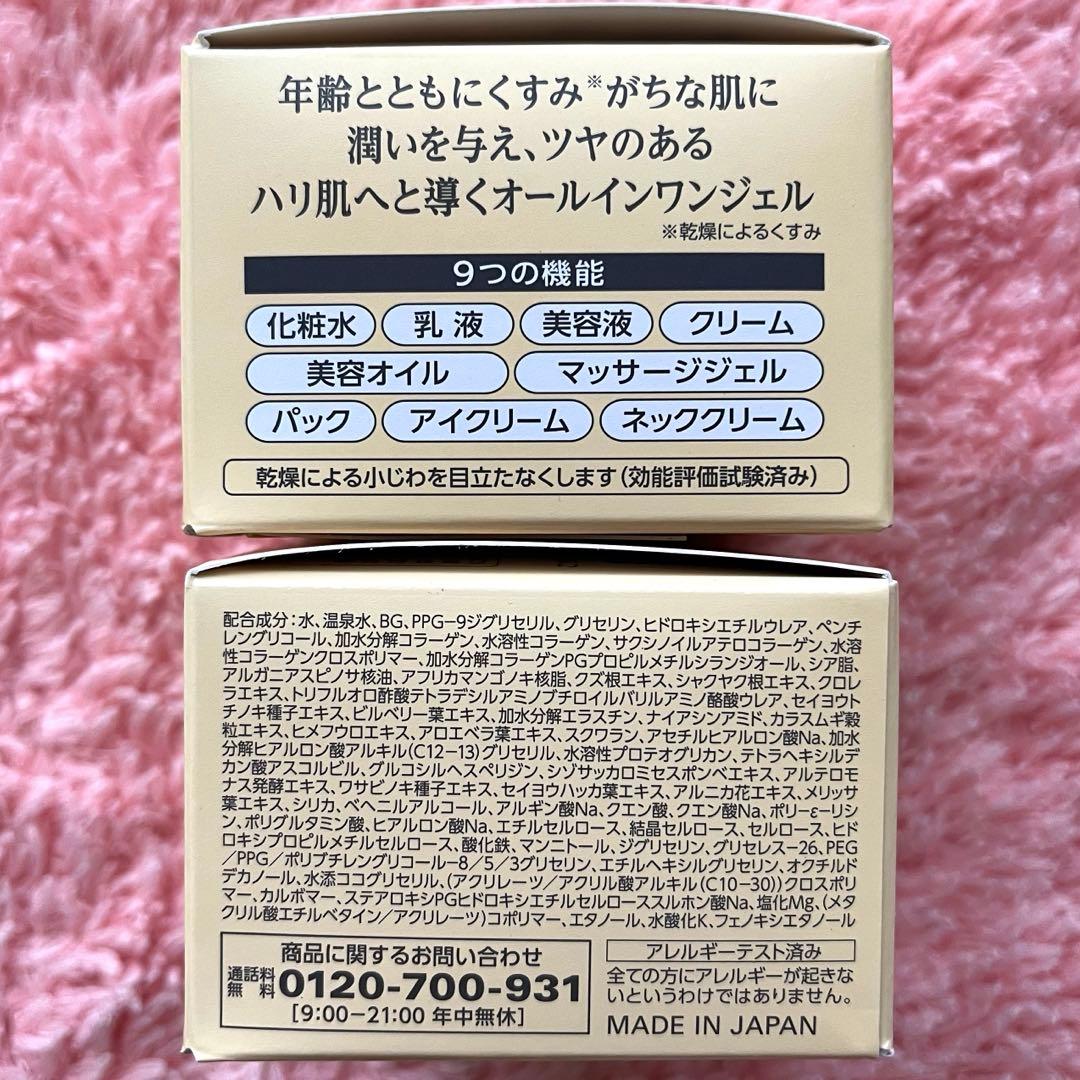 年齢とともにくすみ※がちな肌に
潤いを与え、ツヤのある
ハリ肌へと導くオールインワンジェル
※乾燥によるくすみ
9つの機能
化粧水 乳液 美容液 クリーム
美容オイル マッサージジェル
パック アイクリーム ネッククリーム
乾燥による小じわを目立たなくします(効能評価試験済み)
配合成分:水、温泉水、BG、PPG-9ジグリセリル、グリセリン、ヒドロキシエチルウレア、ペンチ
レングリコール、加水分解コラーゲン、水溶性コラーゲン、サクシノイルアテロコラーゲン、水溶
性コラーゲンクロスポリマー、加水分解コラーゲンPGプロピルメチルシランジオール、シア脂、
アルガニアスピノサ核油、アフリカマンゴノキ核脂、クズ根エキス、シャクヤク根エキス、クロレ
ラエキス、トリフルオロ酢酸テトラデシルアミノブチロイルバリルアミノ酪酸ウレア、セイヨウト
チノキ種子エキス、ビルベリー葉エキス、加水分解エラスチン、ナイアシンアミド、カラスムギ穀
粒エキス、ヒメフウロエキス、アロエベラ葉エキス、スクワラン、アセチルヒアルロン酸Na、加水
分解ヒアルロン酸アルキル(C12-13)グリセリル、水溶性プロテオグリカン、テトラヘキシルデ
カン酸アスコルビル、グルコシルヘスペリジン、シゾサッカロミセスポンベエキス、アルテロモ
ナス発酵エキス、ワサビノキ種子エキス、セイヨウハッカ葉エキス、アルニカ花エキス、メリッサ
葉エキス、シリカ、ベヘニルアルコール、アルギン酸Na、クエン酸、クエン酸Na、ポリ-ε-リシ
ン、ポリグルタミン酸、ヒアルロン酸Na、エチルセルロース、結晶セルロース、セルロース、ヒド
ロキシプロピルメチルセルロース、酸化鉄、マンニトール、ジグリセリン、グリセレス-26、PEG
/PPG/ポリブチレングリコール-8/5/3グリセリン、エチルヘキシルグリセリン、オクチルド
デカノール、水添ココグリセリル、(アクリレーツ/アクリル酸アルキル(C10-30))クロスポリ
マー、カルボマー、ステアロキシPGヒドロキシエチルセルローススルホン酸Na、塩化Mg、(メタ
クリル酸エチルベタイン/アクリレーツ)コポリマー、エタノール、水酸化K、フェノキシエタノール
商品に関するお問い合わせ
通話料無料 0120-700-931
[9:00-21:00 年中無休]
アレルギーテスト済み
全ての方にアレルギーが起きな
いというわけではありません。
MADE IN JAPAN